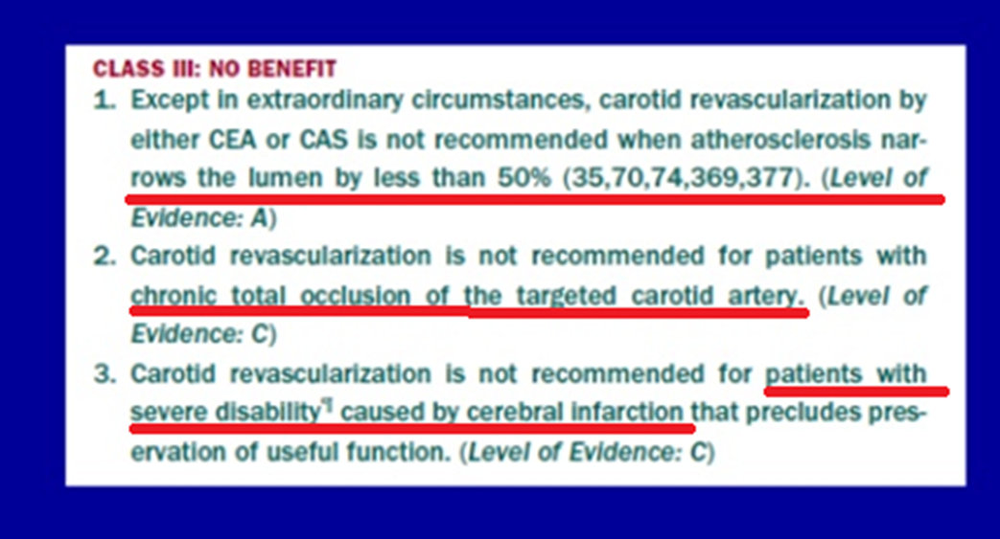 CLASS III: NO BENEFIT
1. Except in extraordinary circumstances, carotid revascularization by
either CEA or CAS is not recommended when atherosclerosis nar-
rows the lumen by less than 50% (35,70,74,369,377). (Level of
Evidence: A)
2. Carotid revascularization is not recommended for patients with
chronic total occlusion of the targeted carotid artery. (Level of
Evidence: C)
3. Carotid revascularization is not recommended for patients with
severe disability¶ caused by cerebral infarction that precludes pres-
ervation of useful function. (Level of Evidence: C)